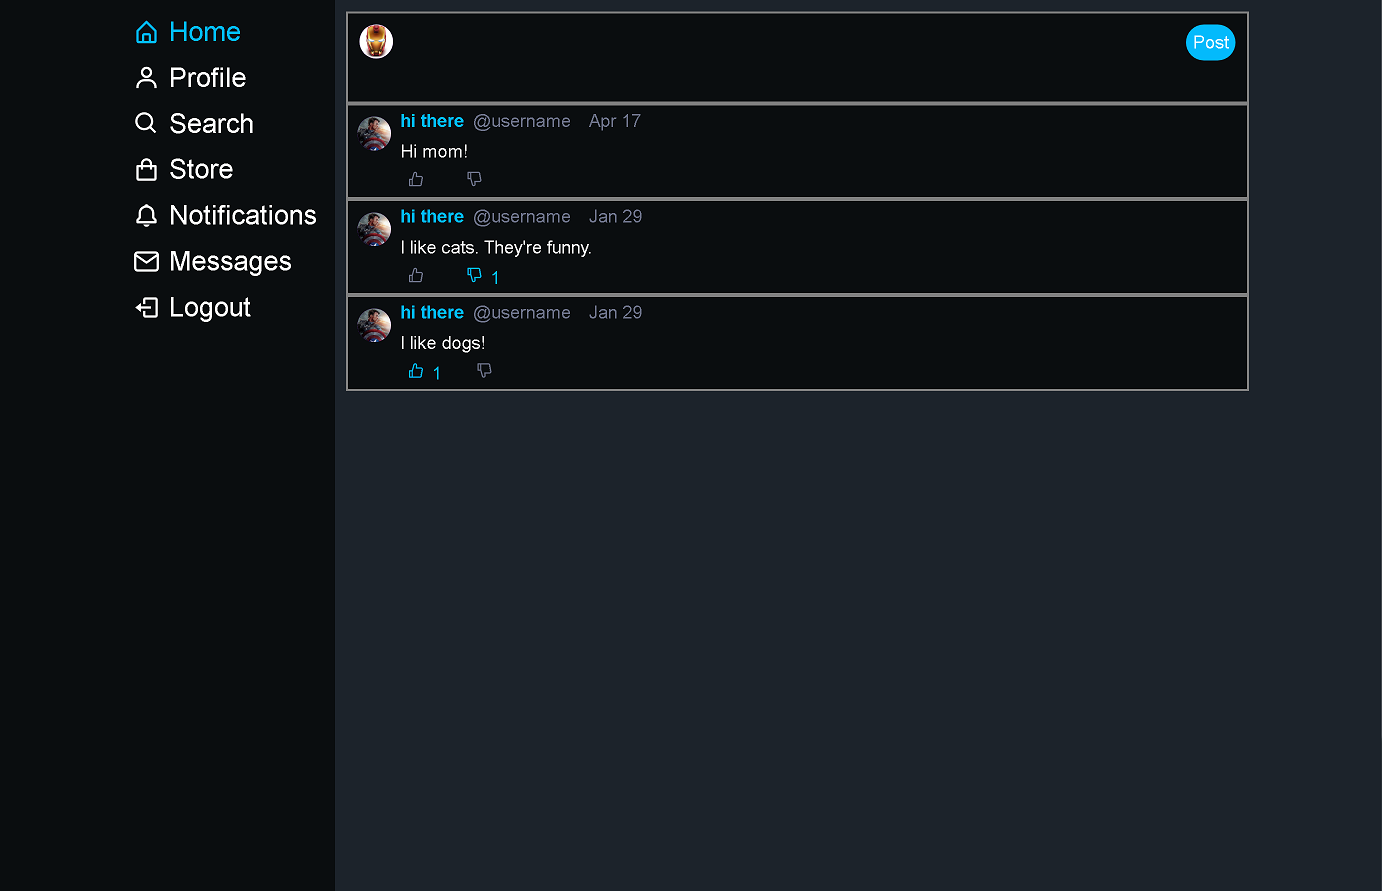 Home
Profile
Search
Store
Notifications
Messages
Logout
Post
hi there @username Apr 17
Hi mom!
hi there @username Jan 29
I like cats. They're funny.
1
hi there @username Jan 29
I like dogs!
1